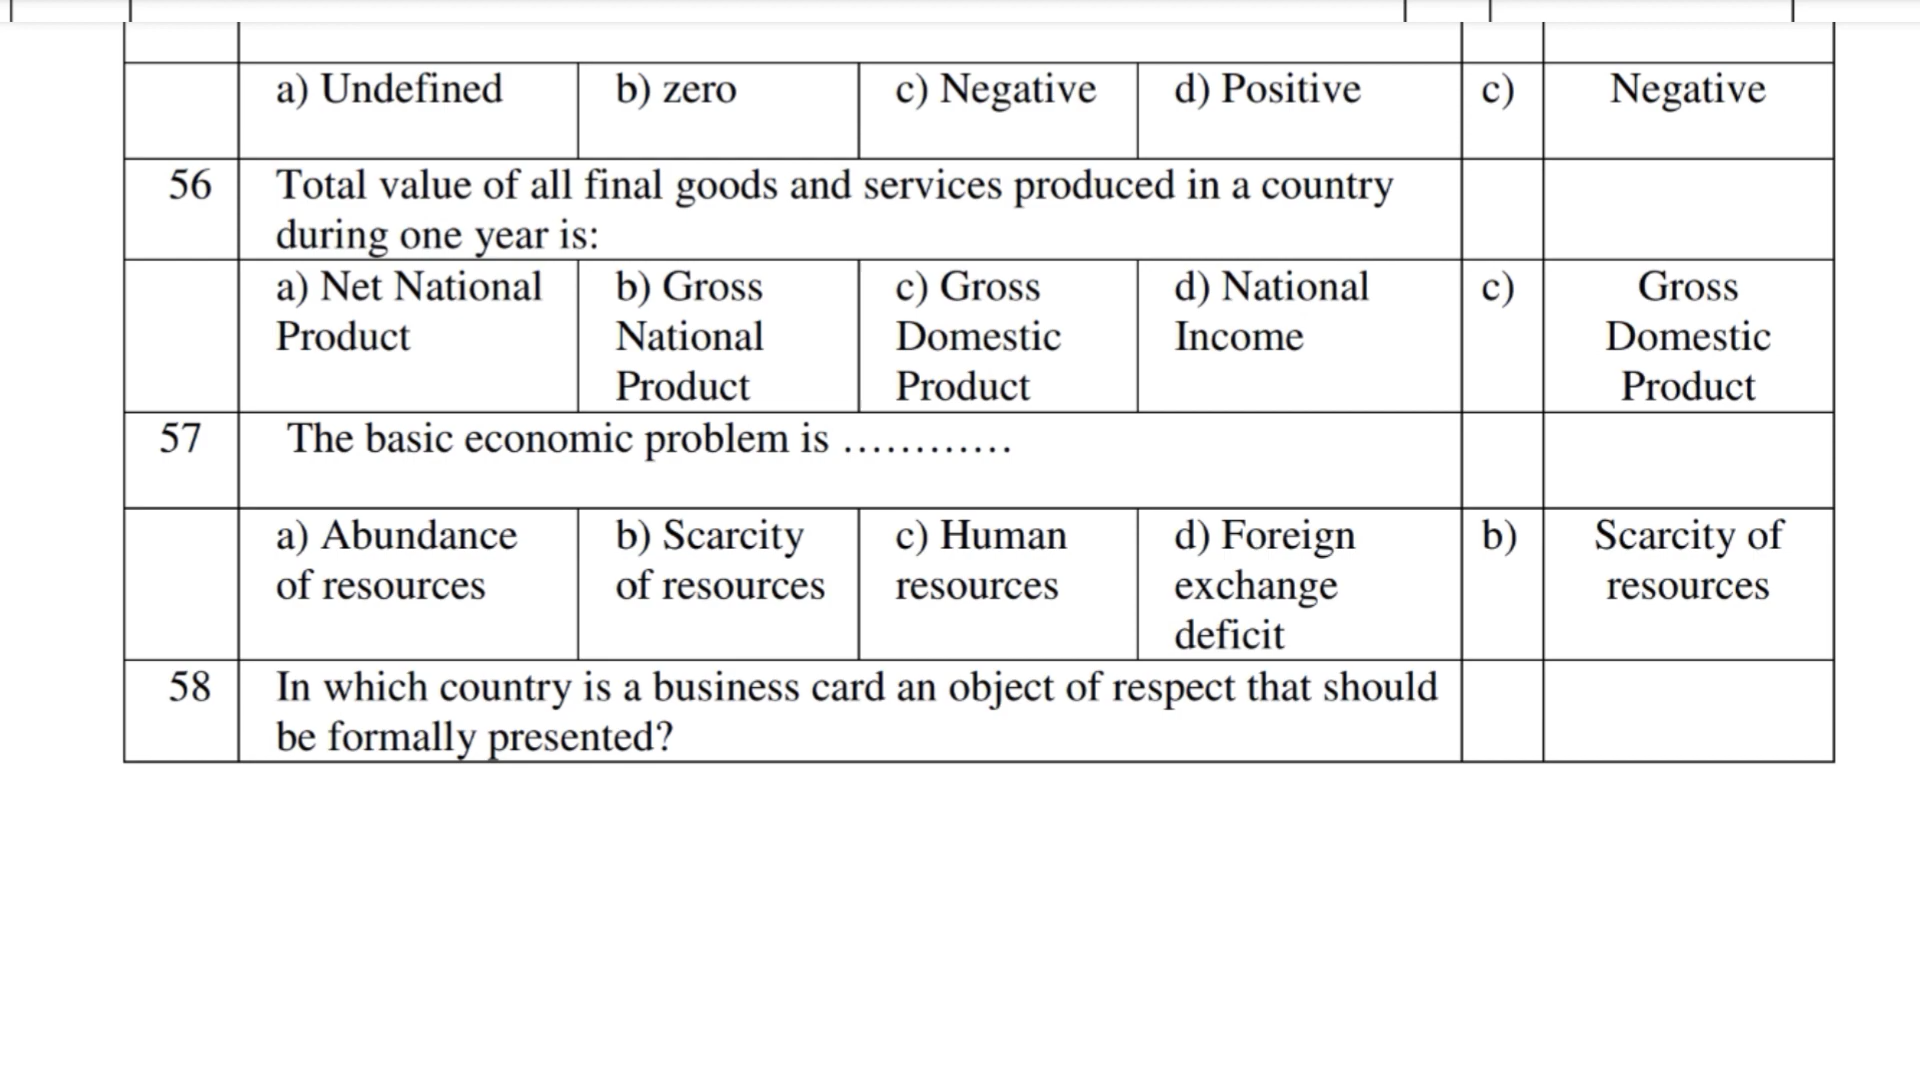 a) Undefined b) zero c) Negative d) Positive c) Negative
56 Total value of all final goods and services produced in a country
during one year is:
a) Net National b) Gross c) Gross d) National c) Gross
Product National Domestic Income Domestic
Product Product Product
57 The basic economic problem is …………
a) Abundance b) Scarcity c) Human d) Foreign b) Scarcity of
of resources of resources resources exchange resources
deficit
58 In which country is a business card an object of respect that should
be formally presented?